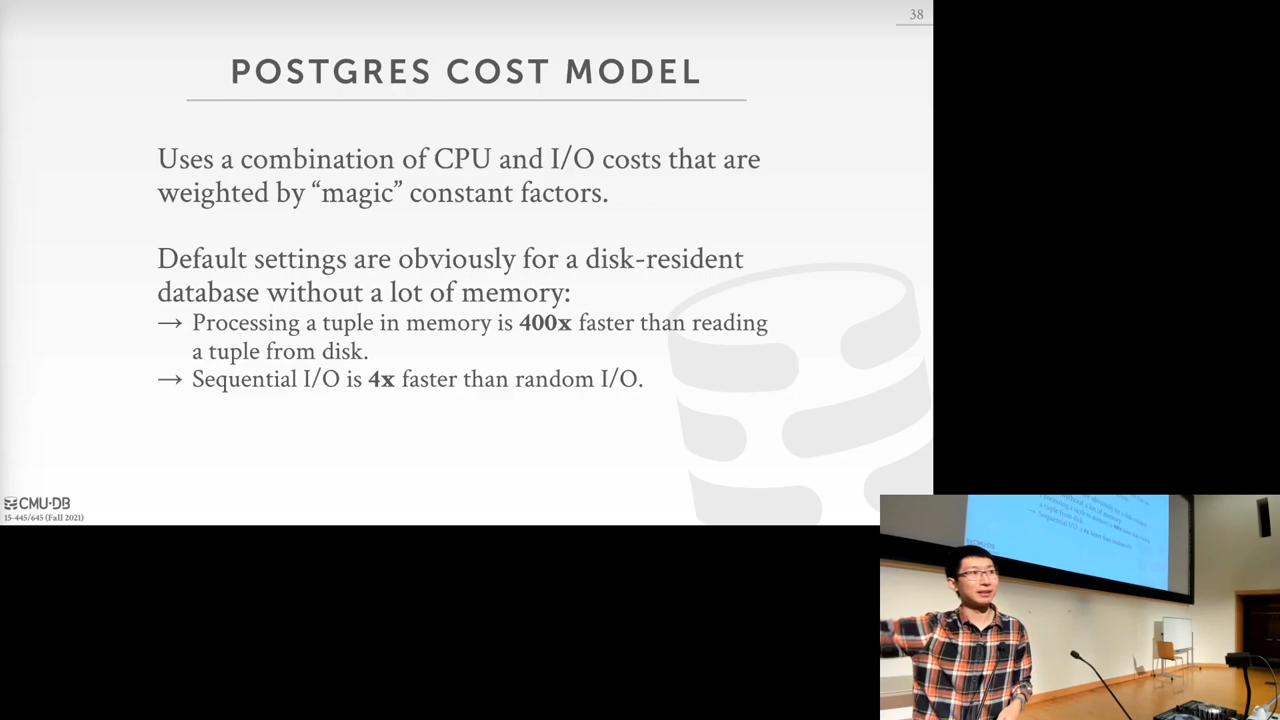 38
POSTGRES COST MODEL
Uses a combination of CPU and I/O costs that are
weighted by “magic” constant factors.
Default settings are obviously for a disk-resident
database without a lot of memory:
→ Processing a tuple in memory is 400x faster than reading
a tuple from disk.
→ Sequential I/O is 4x faster than random I/O.
CMU·DB
15-445/645 (Fall 2021)